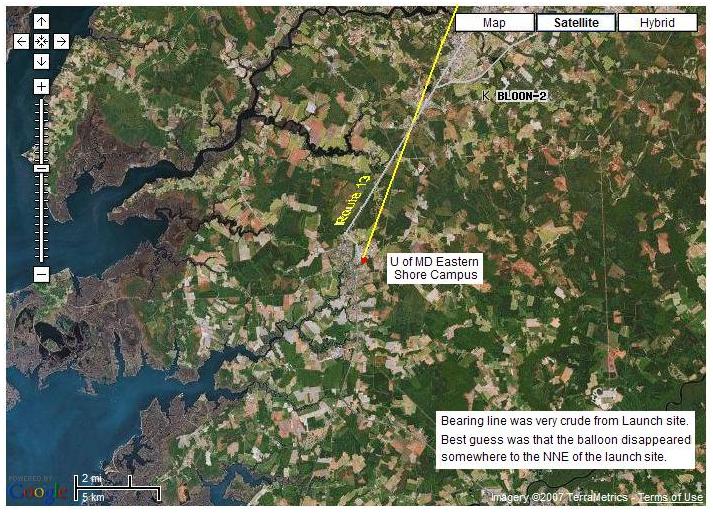 Map Satellite Hybrid
K BLOON-2
Route 13
U of MD Eastern
Shore Campus
Bearing line was very crude from Launch site.
Best guess was that the balloon disappeared
somewhere to the NNE of the launch site.
POWERED BY
Google
2 mi
5 km
Imagery ©2007 TerraMetrics - Terms of Use